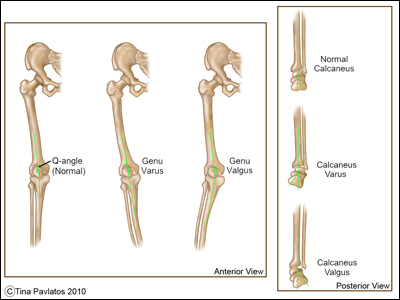 Q-angle
(Normal)
Genu
Varus
Genu
Valgus
Anterior View
Normal
Calcaneus
Calcaneus
Varus
Calcaneus
Valgus
Posterior View
©Tina Pavlatos 2010